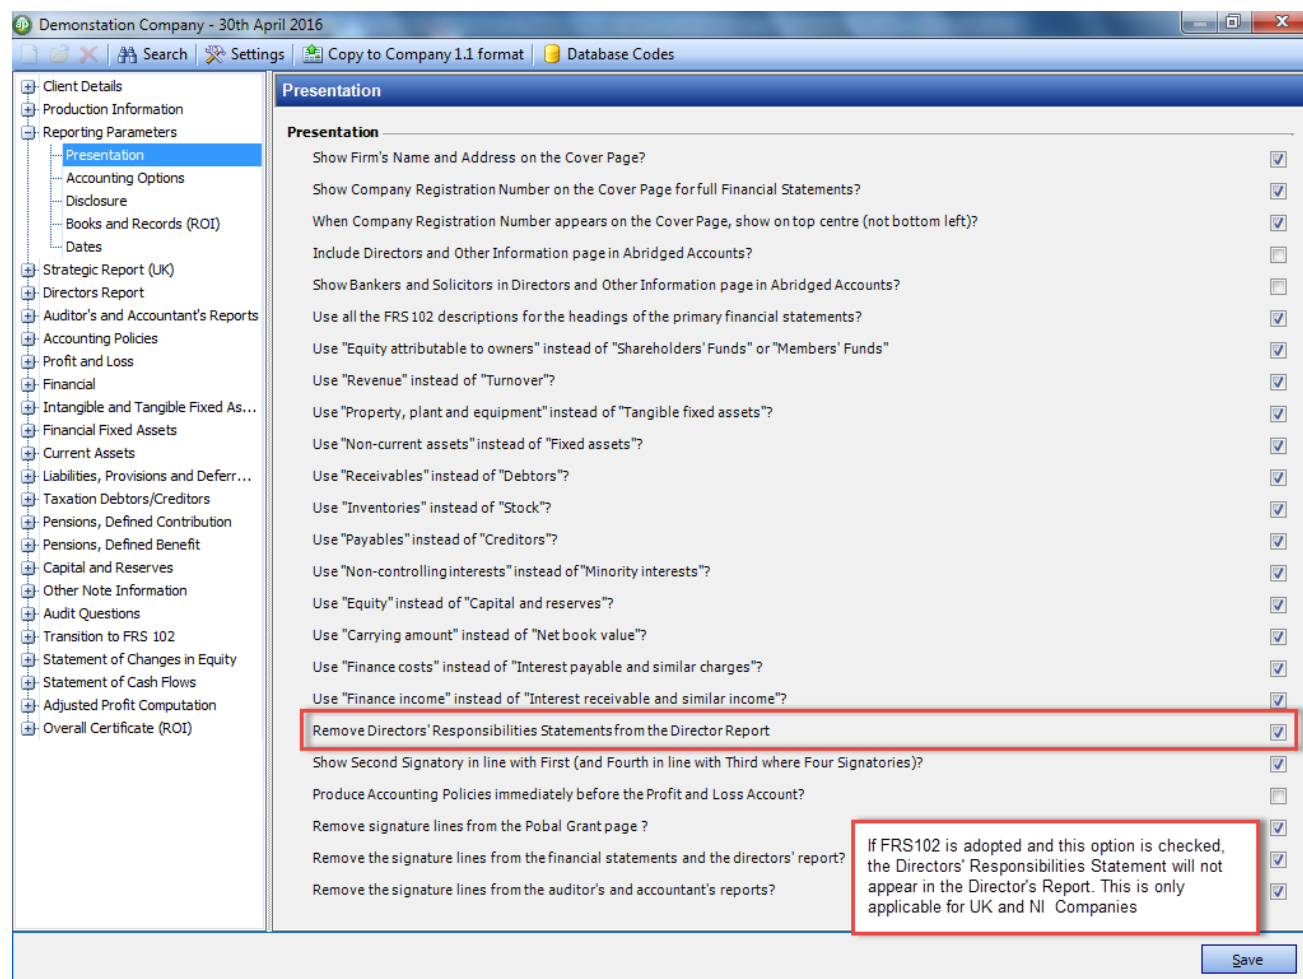 Demonstation Company - 30th April 2016
Search
Settings
Copy to Company 1.1 format
Database Codes
Client Details
Production Information
Reporting Parameters
Presentation
Accounting Options
Disclosure
Books and Records (ROI)
Dates
Strategic Report (UK)
Directors Report
Auditor's and Accountant's Reports
Accounting Policies
Profit and Loss
Financial
Intangible and Tangible Fixed As...
Financial Fixed Assets
Current Assets
Liabilities, Provisions and Deferr...
Taxation Debtors/Creditors
Pensions, Defined Contribution
Pensions, Defined Benefit
Capital and Reserves
Other Note Information
Audit Questions
Transition to FRS 102
Statement of Changes in Equity
Statement of Cash Flows
Adjusted Profit Computation
Overall Certificate (ROI)
Presentation
Presentation
Show Firm's Name and Address on the Cover Page?
Show Company Registration Number on the Cover Page for full Financial Statements?
When Company Registration Number appears on the Cover Page, show on top centre (not bottom left)?
Include Directors and Other Information page in Abridged Accounts?
Show Bankers and Solicitors in Directors and Other Information page in Abridged Accounts?
Use all the FRS 102 descriptions for the headings of the primary financial statements?
Use "Equity attributable to owners" instead of "Shareholders' Funds" or "Members' Funds"
Use "Revenue" instead of "Turnover"?
Use "Property, plant and equipment" instead of "Tangible fixed assets"?
Use "Non-current assets" instead of "Fixed assets"?
Use "Receivables" instead of "Debtors"?
Use "Inventories" instead of "Stock"?
Use "Payables" instead of "Creditors"?
Use "Non-controlling interests" instead of "Minority interests"?
Use "Equity" instead of "Capital and reserves"?
Use "Carrying amount" instead of "Net book value"?
Use "Finance costs" instead of "Interest payable and similar charges"?
Use "Finance income" instead of "Interest receivable and similar income"?
Remove Directors' Responsibilities Statements from the Director Report
Show Second Signatory in line with First (and Fourth in line with Third where Four Signatories)?
Produce Accounting Policies immediately before the Profit and Loss Account?
Remove signature lines from the Pobal Grant page ?
Remove the signature lines from the financial statements and the directors' report?
Remove the signature lines from the auditor's and accountant's reports?
If FRS102 is adopted and this option is checked,
the Directors' Responsibilities Statement will not
appear in the Director's Report. This is only
applicable for UK and NI Companies
Save